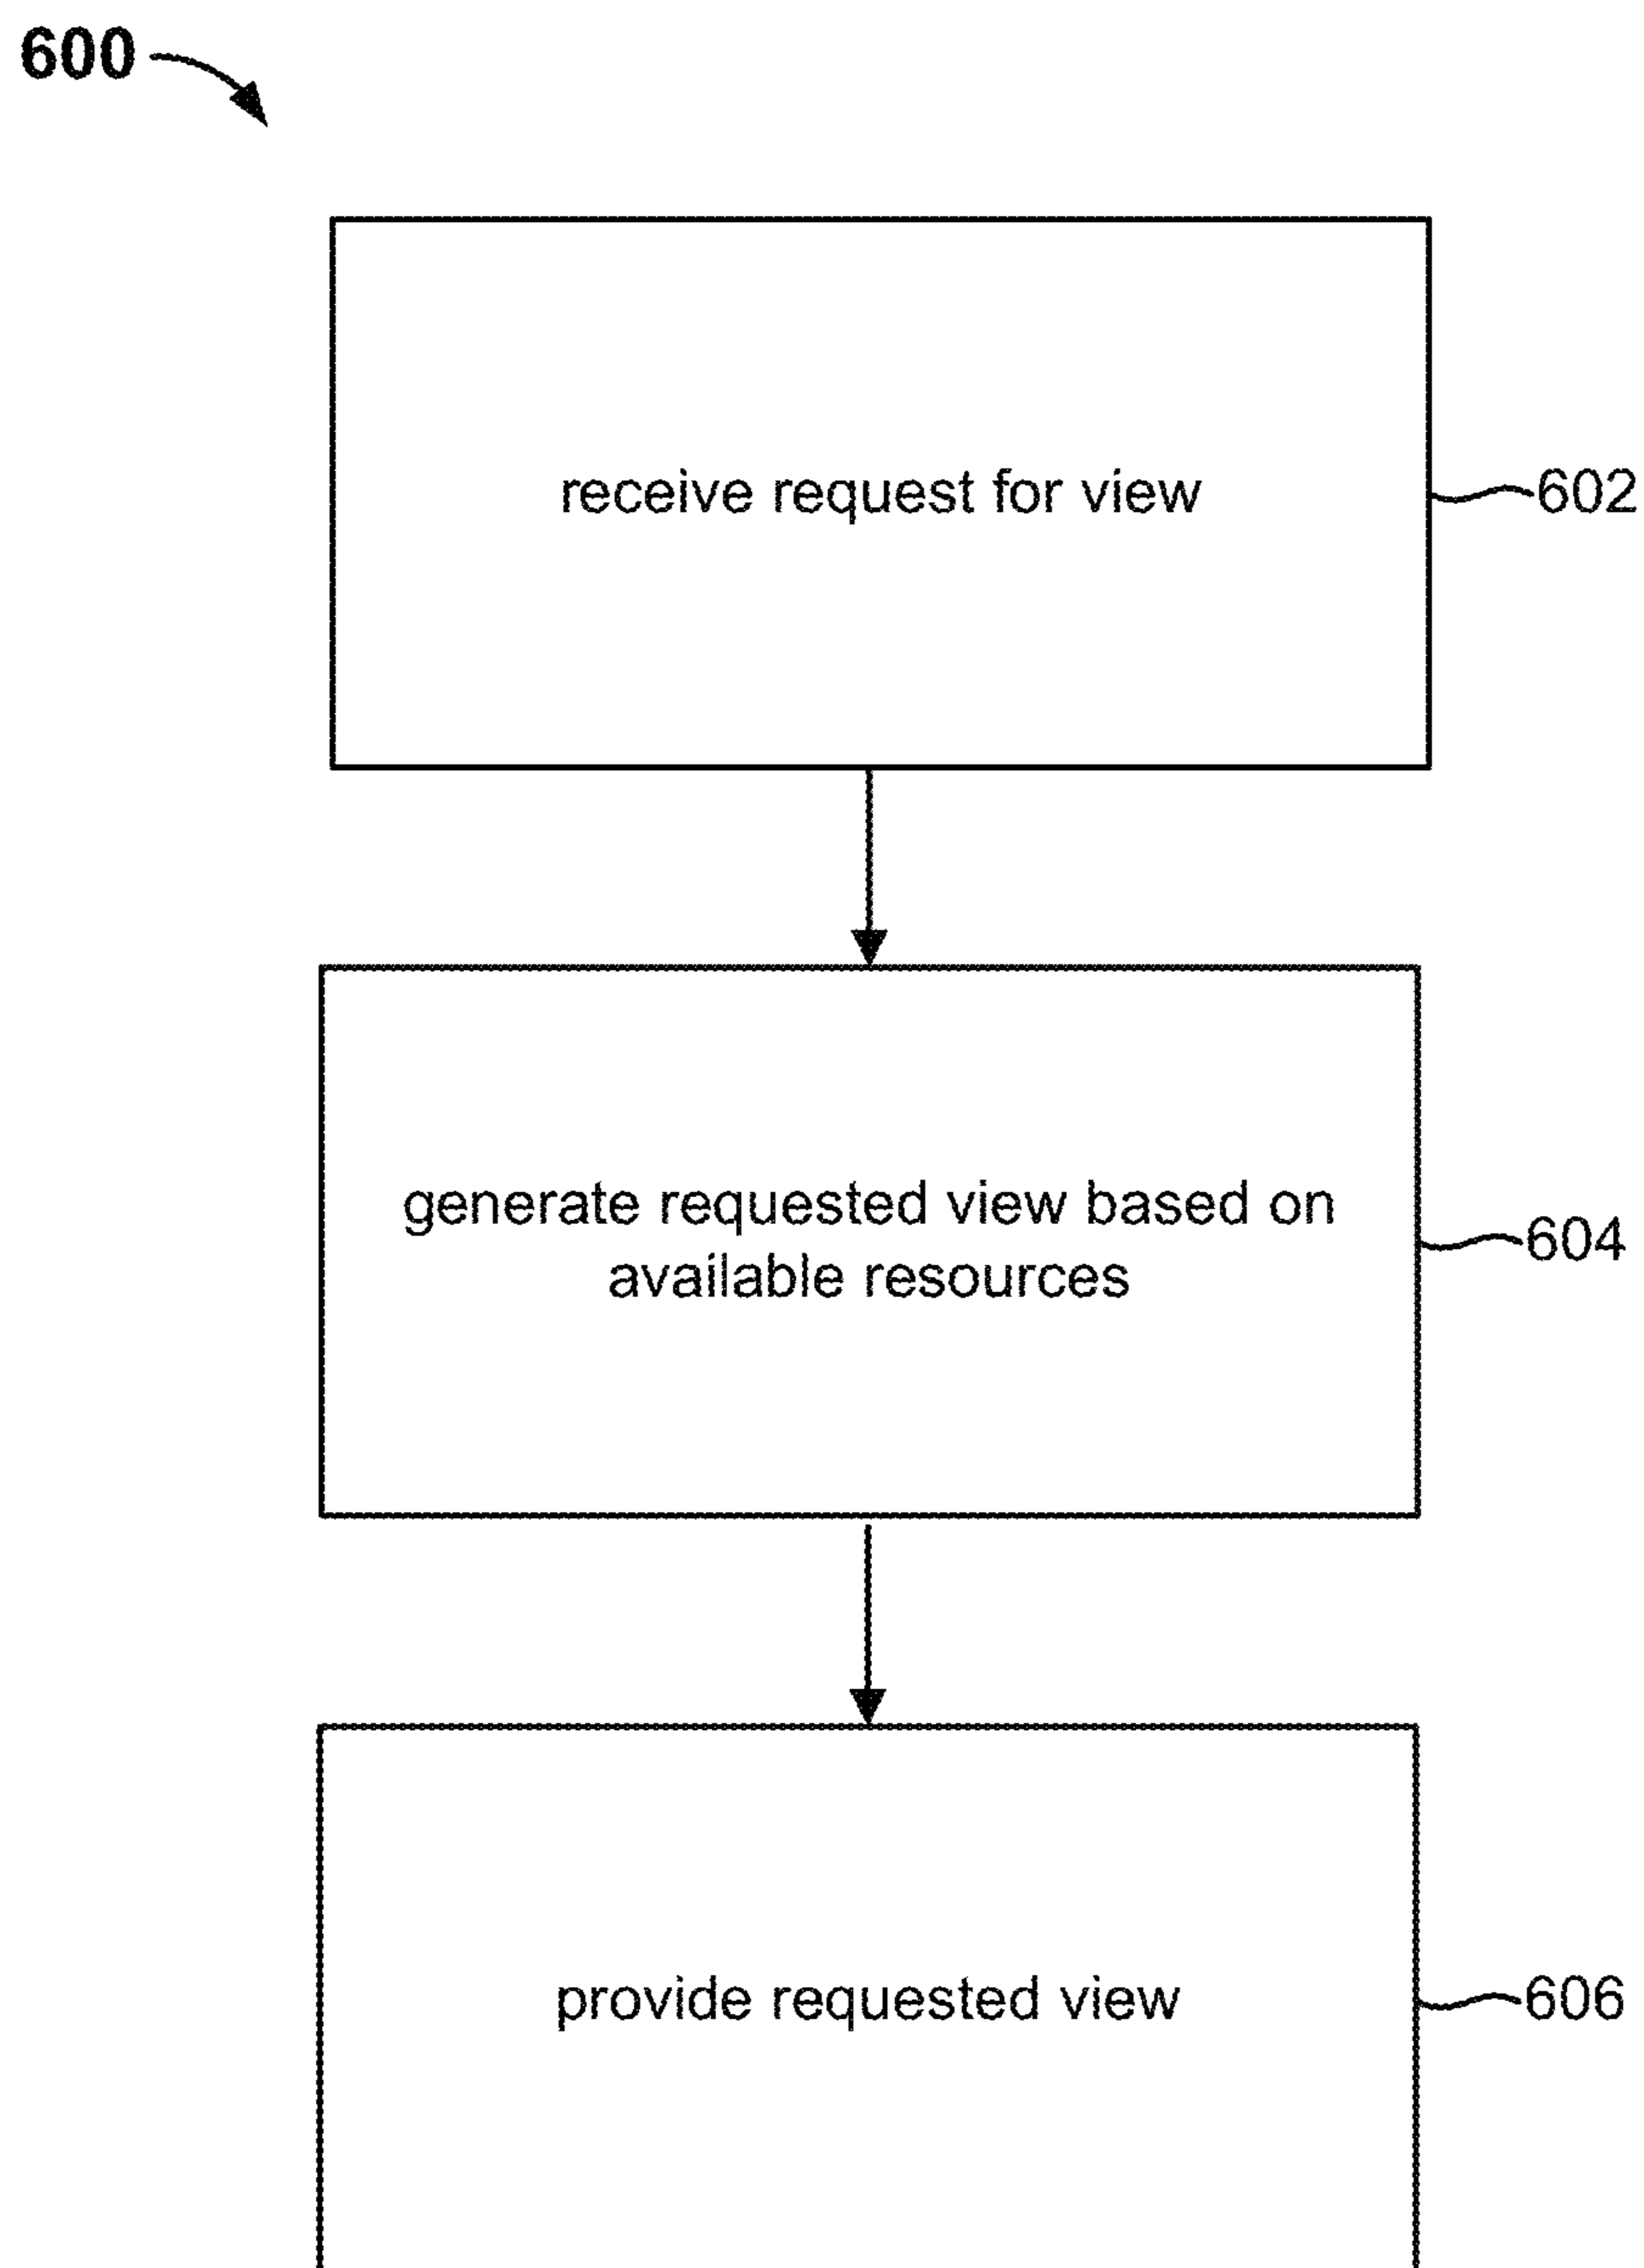 600
receive request for view
602
generate requested view based on
available resources
604
provide requested view
606